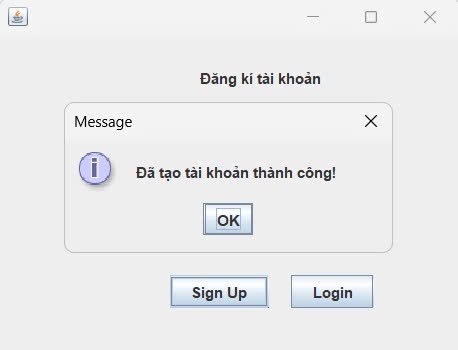 Đăng kí tài khoản
Message
Đã tạo tài khoản thành công!
OK
Sign Up
Login